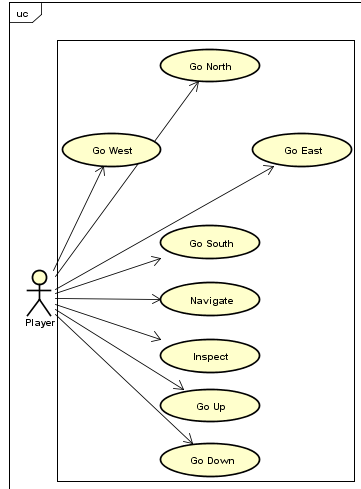 uc
Go North
Go West
Go East
Go South
Navigate
Player
Inspect
Go Up
Go Down